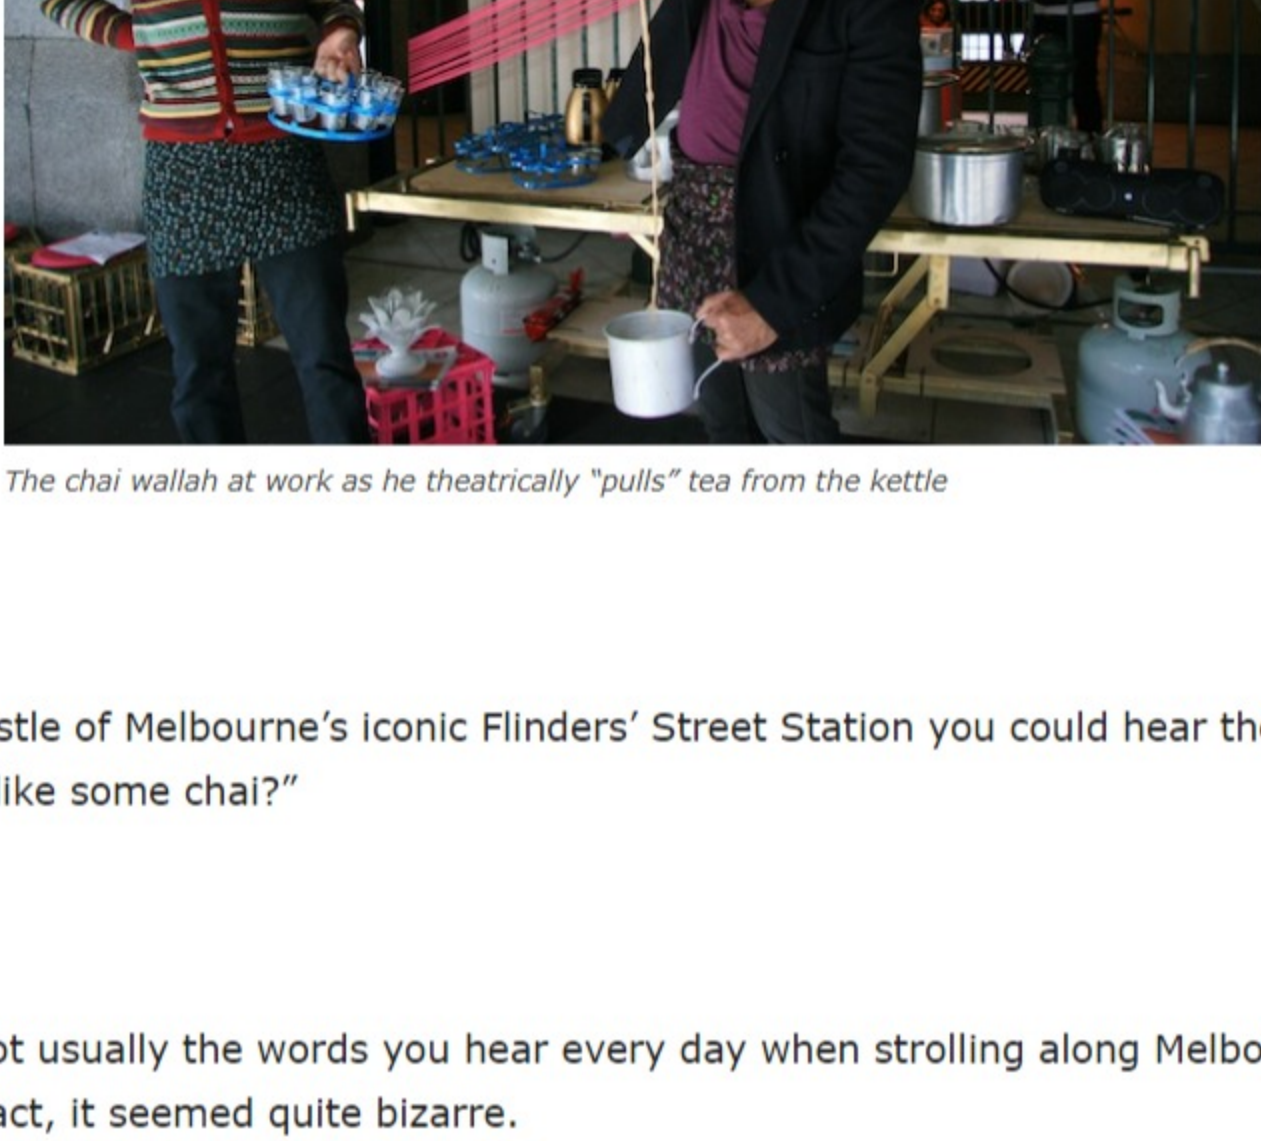 The chai wallah at work as he theatrically “pulls” tea from the kettle
stle of Melbourne’s iconic Flinders’ Street Station you could hear the
like some chai?”
ot usually the words you hear every day when strolling along Melbo
act, it seemed quite bizarre.